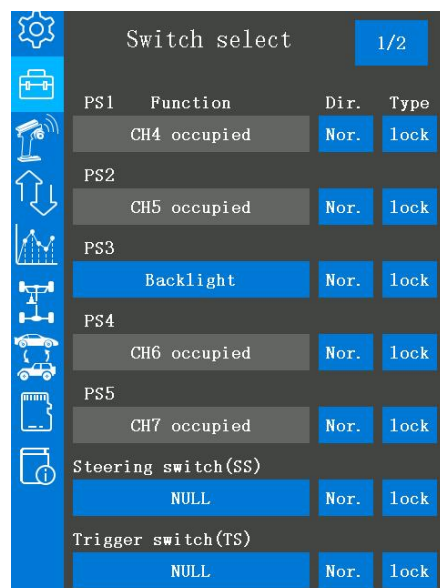 Switch select 1/2
PS1 Function Dir. Type
CH4 occupied Nor. lock
PS2
CH5 occupied Nor. lock
PS3
Backlight Nor. lock
PS4
CH6 occupied Nor. lock
PS5
CH7 occupied Nor. lock
Steering switch(SS)
NULL Nor. lock
Trigger switch(TS)
NULL Nor. lock